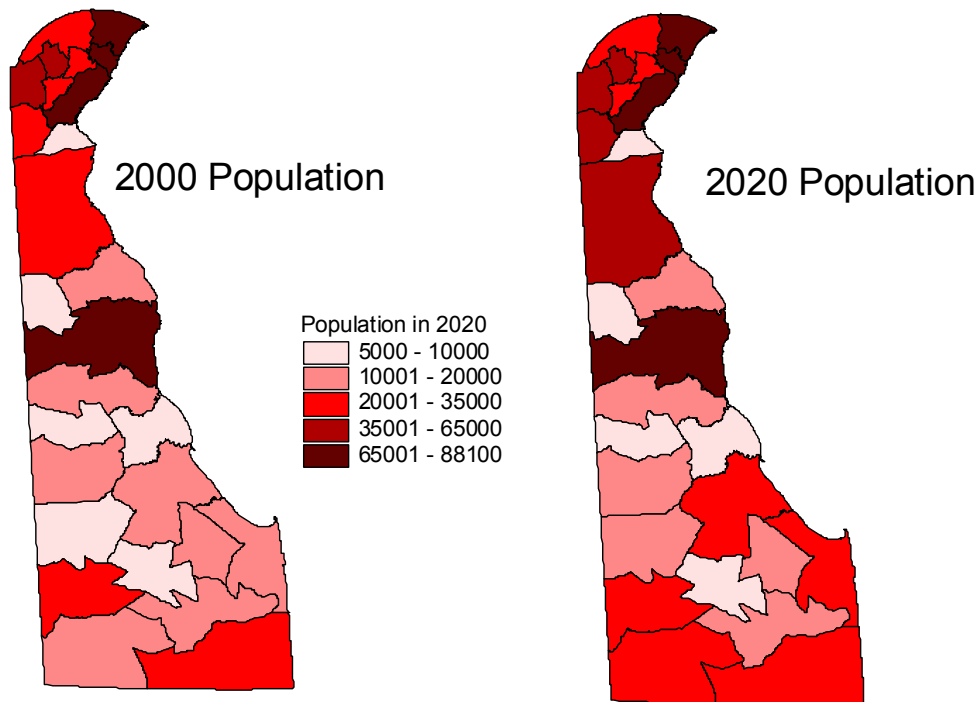 2000 Population
2020 Population
Population in 2020
5000 - 10000
10001 - 20000
20001 - 35000
35001 - 65000
65001 - 88100